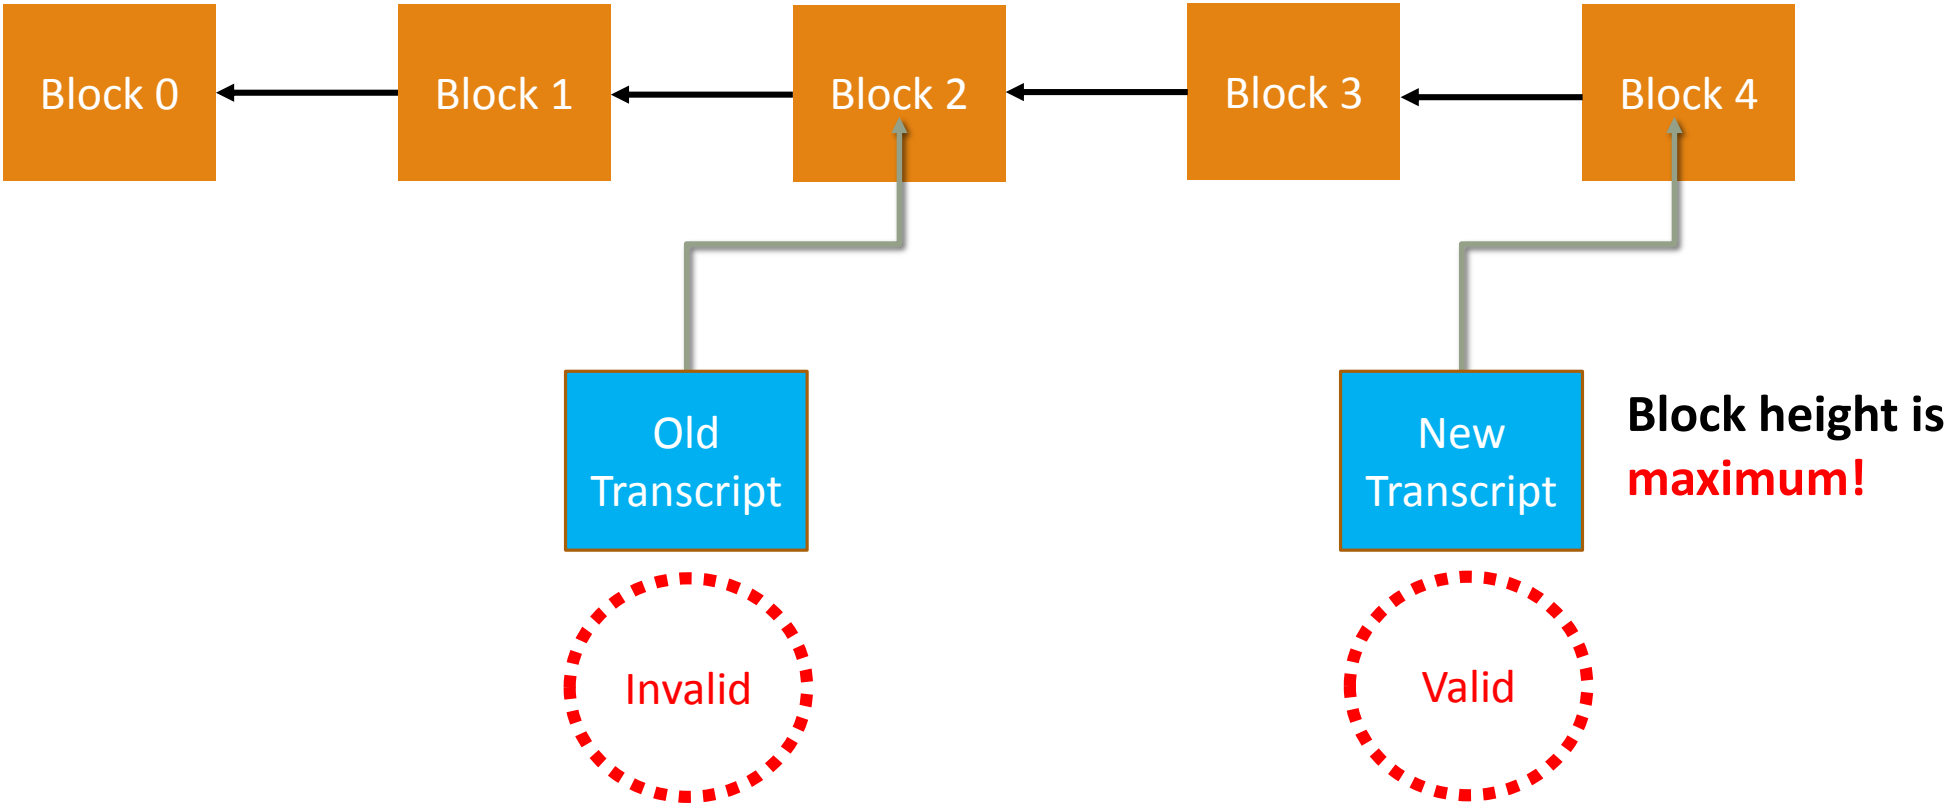 Block 0
Block 1
Block 2
Block 3
Block 4
Old
Transcript
New
Transcript
Block height is
maximum!
Invalid
Valid